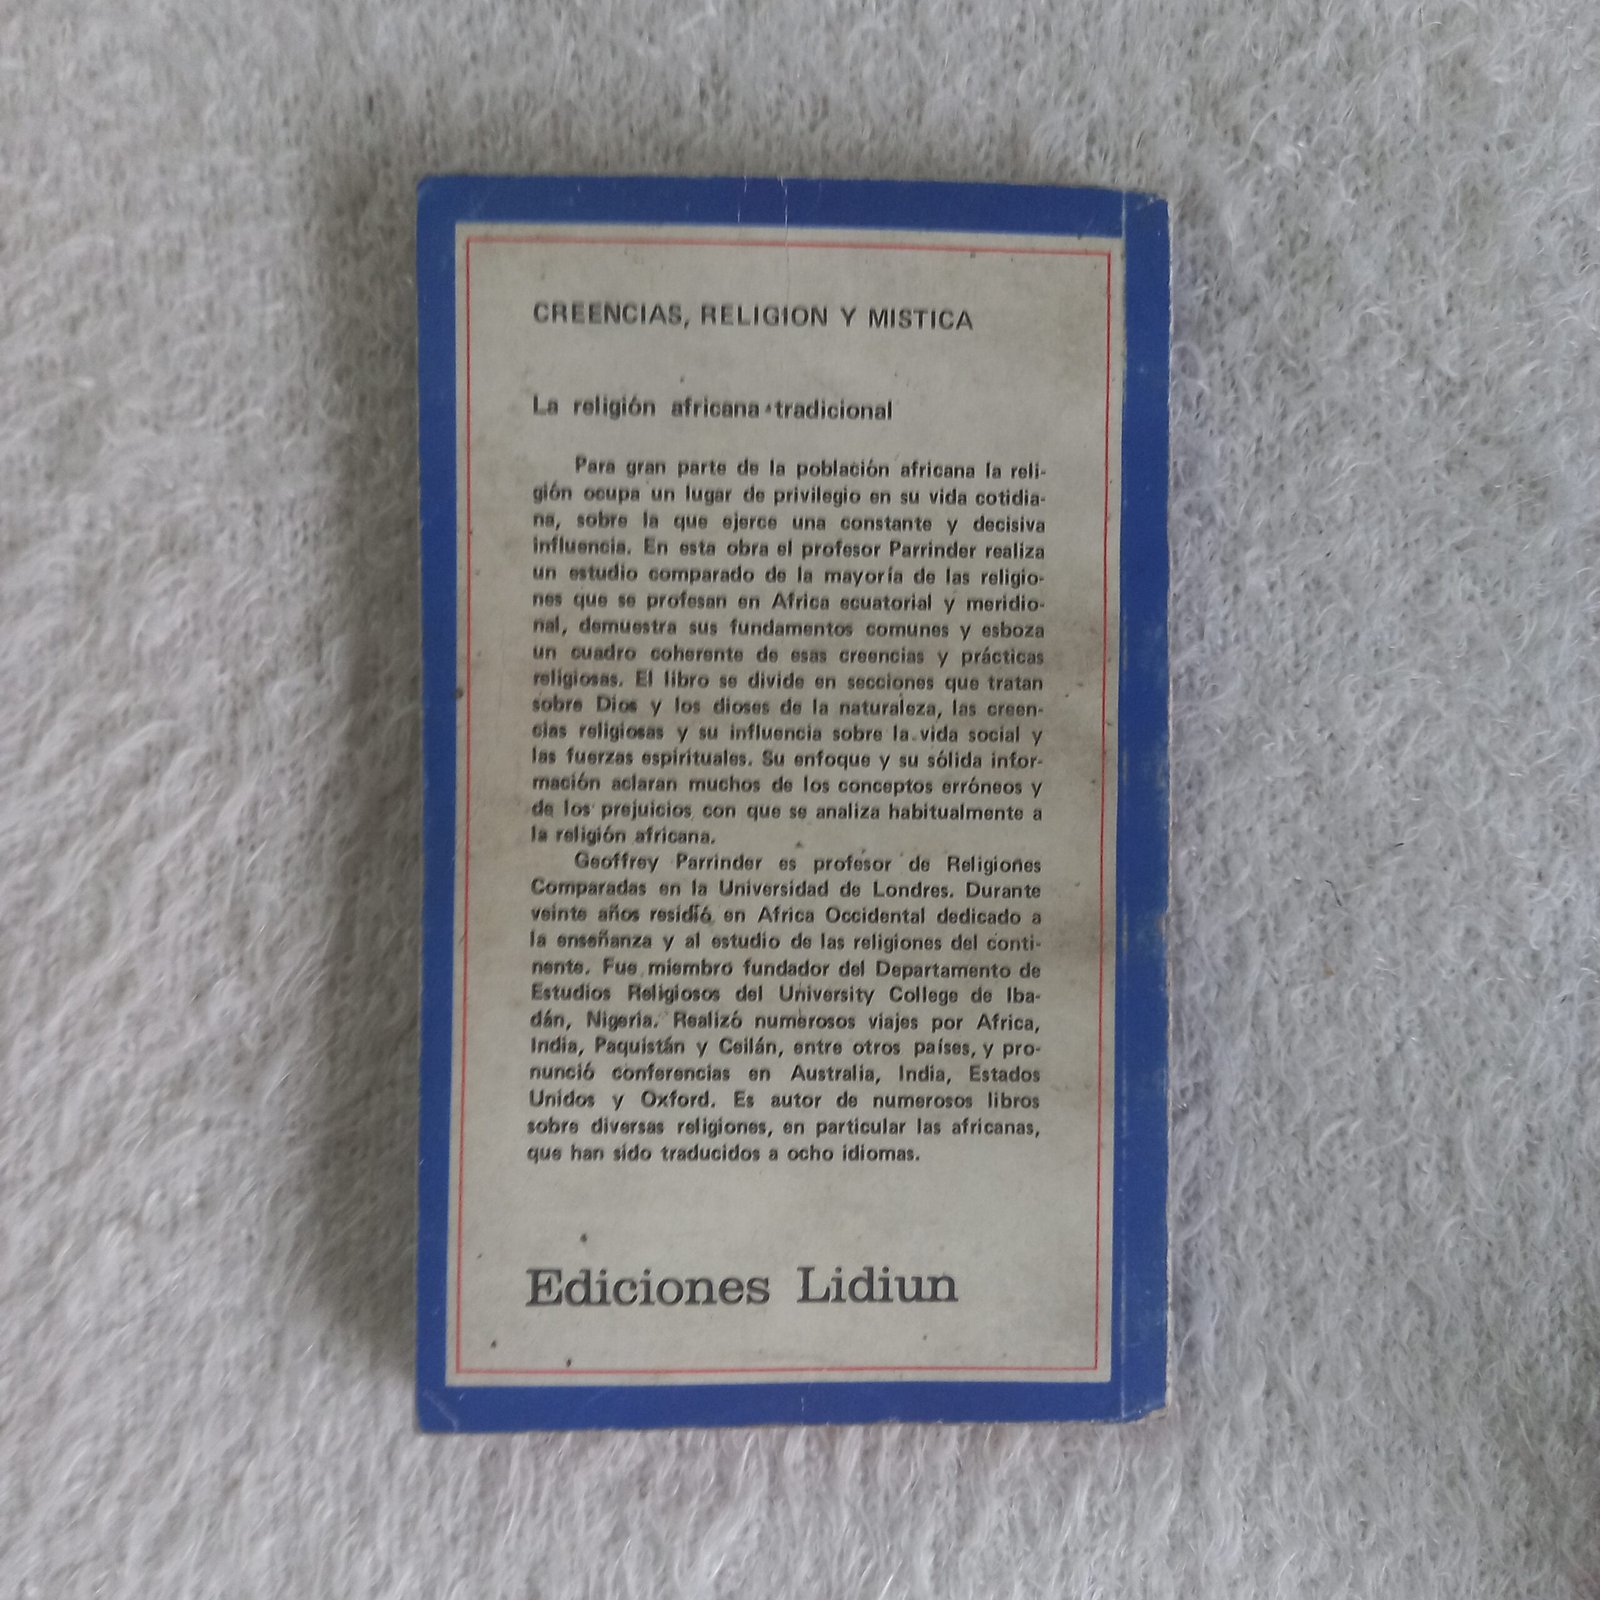 CREENCIAS, RELIGION Y MISTICA
La religión africana tradicional
Para gran parte de la población africana la reli-
gión ocupa un lugar de privilegio en su vida cotidia-
na, sobre la que ejerce una constante y decisiva
influencia. En esta obra el profesor Parrinder realiza
un estudio comparado de la mayoría de las religio-
nes que se profesan en Africa ecuatorial y meridio-
nal, demuestra sus fundamentos comunes y esboza
un cuadro coherente de esas creencias y prácticas
religiosas. El libro se divide en secciones que tratan
sobre Dios y los dioses de la naturaleza, las creen-
cias religiosas y su influencia sobre la vida social y
las fuerzas espirituales. Su enfoque y su sólida infor-
mación aclaran muchos de los conceptos erróneos y
de los prejuicios con que se analiza habitualmente a
la religión africana.
Geoffrey Parrinder es profesor de Religiones
Comparadas en la Universidad de Londres. Durante
veinte años residió en Africa Occidental dedicado a
la enseñanza y al estudio de las religiones del conti-
nente. Fue miembro fundador del Departamento de
Estudios Religiosos del University College de Iba-
dán, Nigeria. Realizó numerosos viajes por Africa,
India, Paquistán y Ceilán, entre otros países, y pro-
nunció conferencias en Australia, India, Estados
Unidos y Oxford. Es autor de numerosos libros
sobre diversas religiones, en particular las africanas,
que han sido traducidos a ocho idiomas.
Ediciones Lidiun